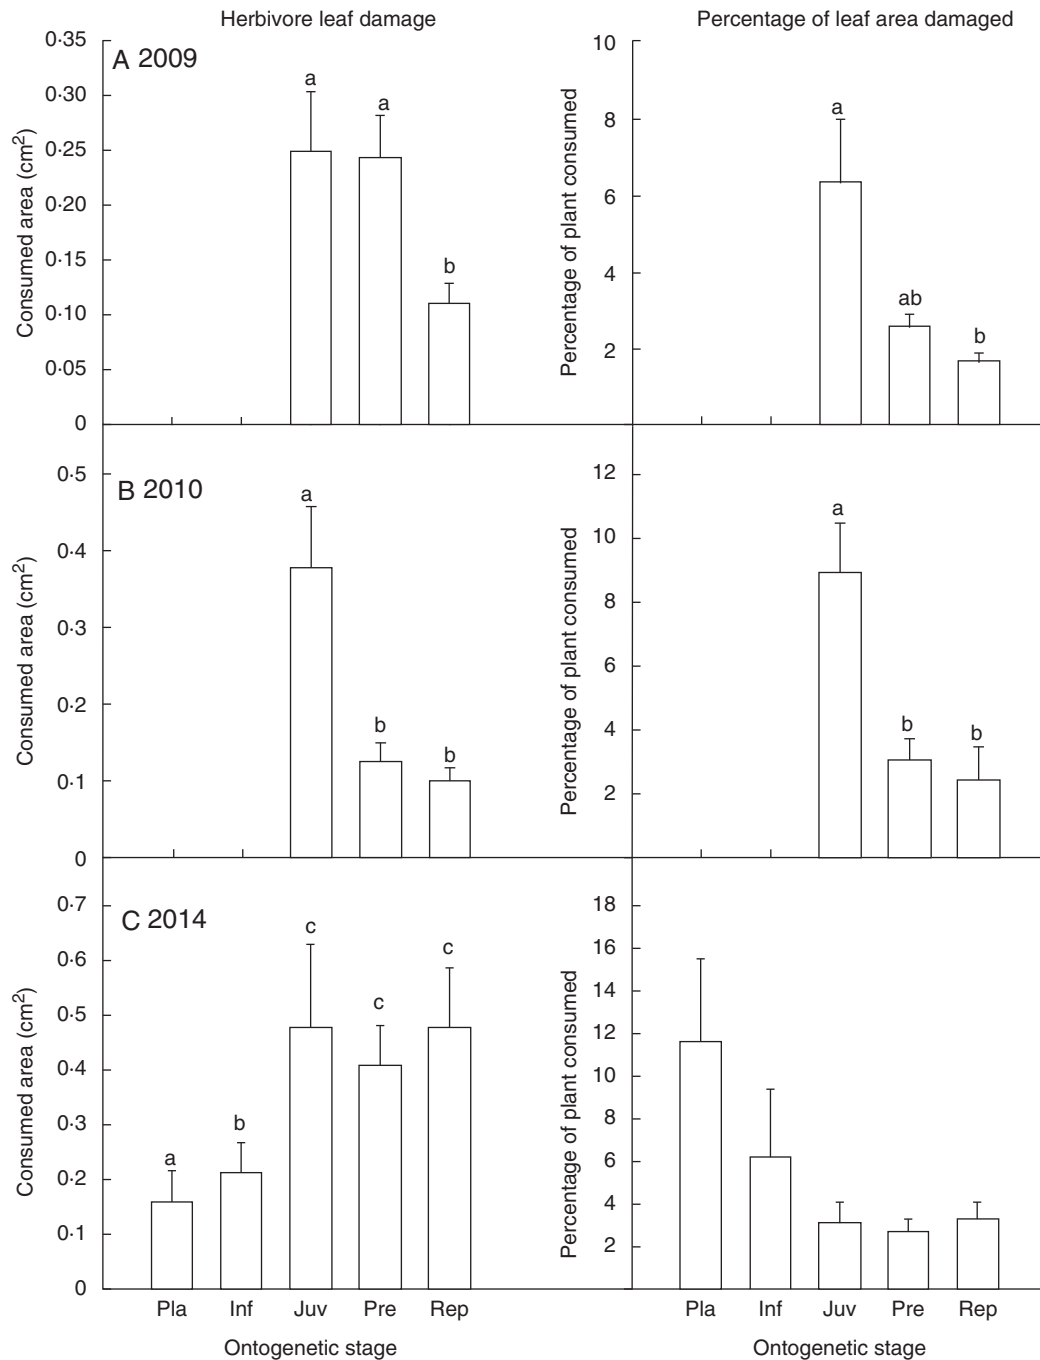 Herbivore leaf damage
Percentage of leaf area damaged
A 2009
Consumed area (cm2)
0·35
0·30
0·25
0·20
0·15
0·10
0·05
0
a
a
b
Percentage of plant consumed
10
8
6
4
2
a
ab
b
B 2010
Consumed area (cm2)
0·5
0·4
0·3
0·2
0·1
0
a
b
b
Percentage of plant consumed
12
10
8
6
4
2
a
b
b
C 2014
Consumed area (cm2)
0·7
0·6
0·5
0·4
0·3
0·2
0·1
0
a
b
c
c
c
Pla Inf Juv Pre Rep
Ontogenetic stage
Percentage of plant consumed
18
16
14
12
10
8
6
4
2
Pla Inf Juv Pre Rep
Ontogenetic stage